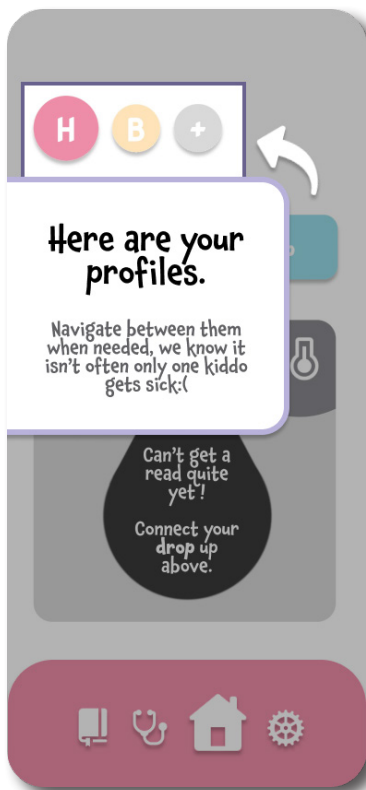 H B +
Here are your
profiles.
Navigate between them
when needed, we know it
isn't often only one kiddo
gets sick:(
Can't get a
read quite
yet!
Connect your
drop up
above.